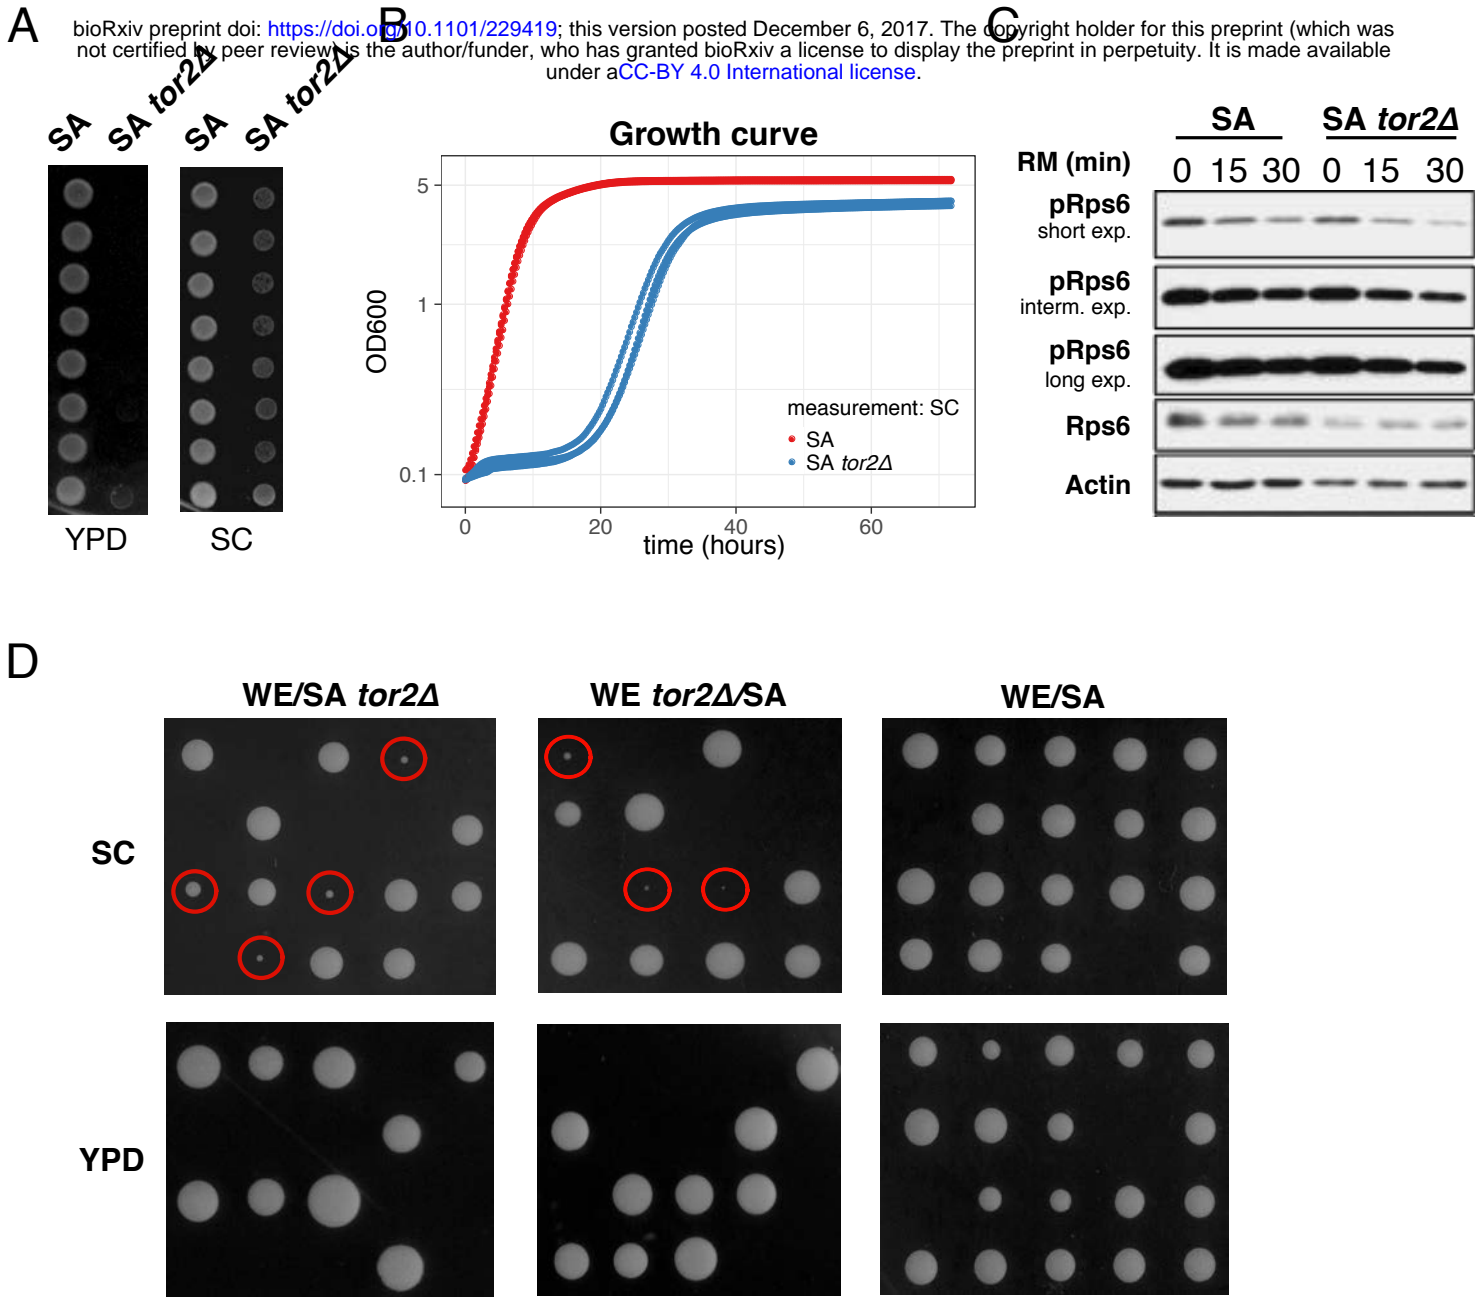 A
bioRxiv preprint doi: https://doi.org/10.1101/229419; this version posted December 6, 2017. The copyright holder for this preprint (which was
not certified by peer review) is the author/funder, who has granted bioRxiv a license to display the preprint in perpetuity. It is made available
under aCC-BY 4.0 International license.
B
C
SA
SA tor2Δ
SA
SA tor2Δ
YPD
SC
Growth curve
OD600
5
1
0.1
0
20
40
60
time (hours)
measurement: SC
SA
SA tor2Δ
SA
SA tor2Δ
RM (min)
0 15 30 0 15 30
pRps6
short exp.
pRps6
interm. exp.
pRps6
long exp.
Rps6
Actin
D
WE/SA tor2Δ
WE tor2Δ/SA
WE/SA
SC
YPD